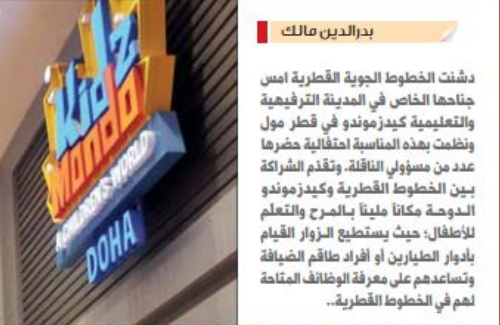 Kidz
Mondo
A CHILDREN'S WORLD
DOHA
بدرالدين مالك
دشنت الخطوط الجوية القطرية امس
جناحها الخاص في المدينة الترفيهية
والتعليمية كيدزموندو في قطر مول
ونظمت بهذه المناسبة احتفالية حضرها
عدد من مسؤولي الناقلة. وتقدّم الشراكة
بين الخطوط القطرية وكيدزموندو
الدوحة مكاناً مليئاً بالمرح والتعلم
للأطفال؛ حيث يستطيع الزوار القيام
بأدوار الطيارين أو أفراد طاقم الضيافة
وتساعدهم على معرفة الوظائف المتاحة
لهم في الخطوط القطرية..